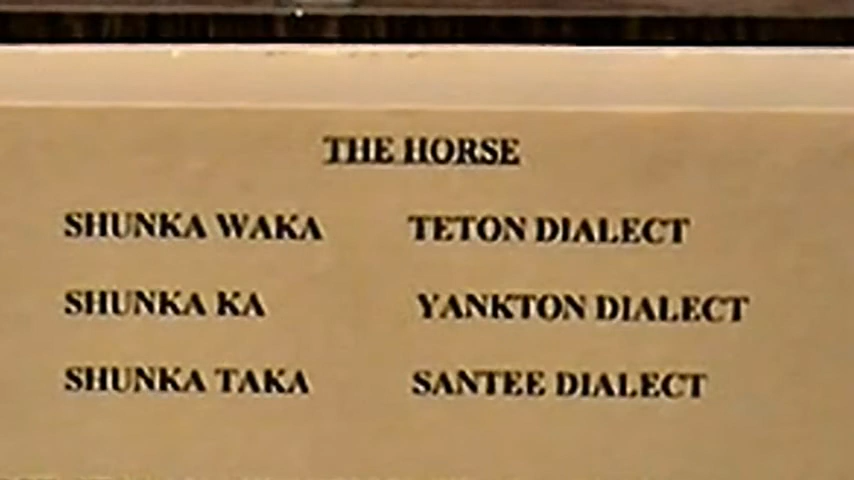 THE HORSE
SHUNKA WAKA TETON DIALECT
SHUNKA KA YANKTON DIALECT
SHUNKA TAKA SANTEE DIALECT